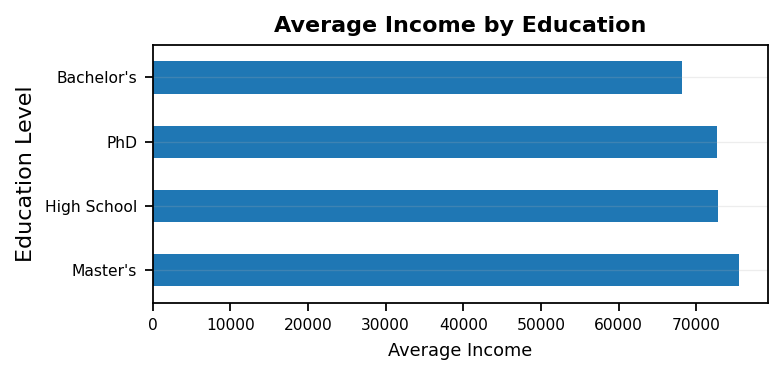 Average Income by Education
Education Level
Bachelor's
PhD
High School
Master's
0 10000 20000 30000 40000 50000 60000 70000
Average Income